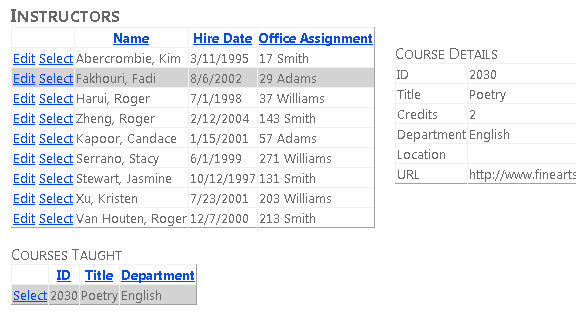 INSTRUCTORS
Name Hire Date Office Assignment
Edit Select Abercrombie, Kim 3/11/1995 17 Smith
Edit Select Fakhouri, Fadi 8/6/2002 29 Adams
Edit Select Harui, Roger 7/1/1998 37 Williams
Edit Select Zheng, Roger 2/12/2004 143 Smith
Edit Select Kapoor, Candace 1/15/2001 57 Adams
Edit Select Serrano, Stacy 6/1/1999 271 Williams
Edit Select Stewart, Jasmine 10/12/1997 131 Smith
Edit Select Xu, Kristen 7/23/2001 203 Williams
Edit Select Van Houten, Roger 12/7/2000 213 Smith
COURSES TAUGHT
ID Title Department
Select 2030 Poetry English
COURSE DETAILS
ID 2030
Title Poetry
Credits 2
Department English
Location
URL http://www.finearts